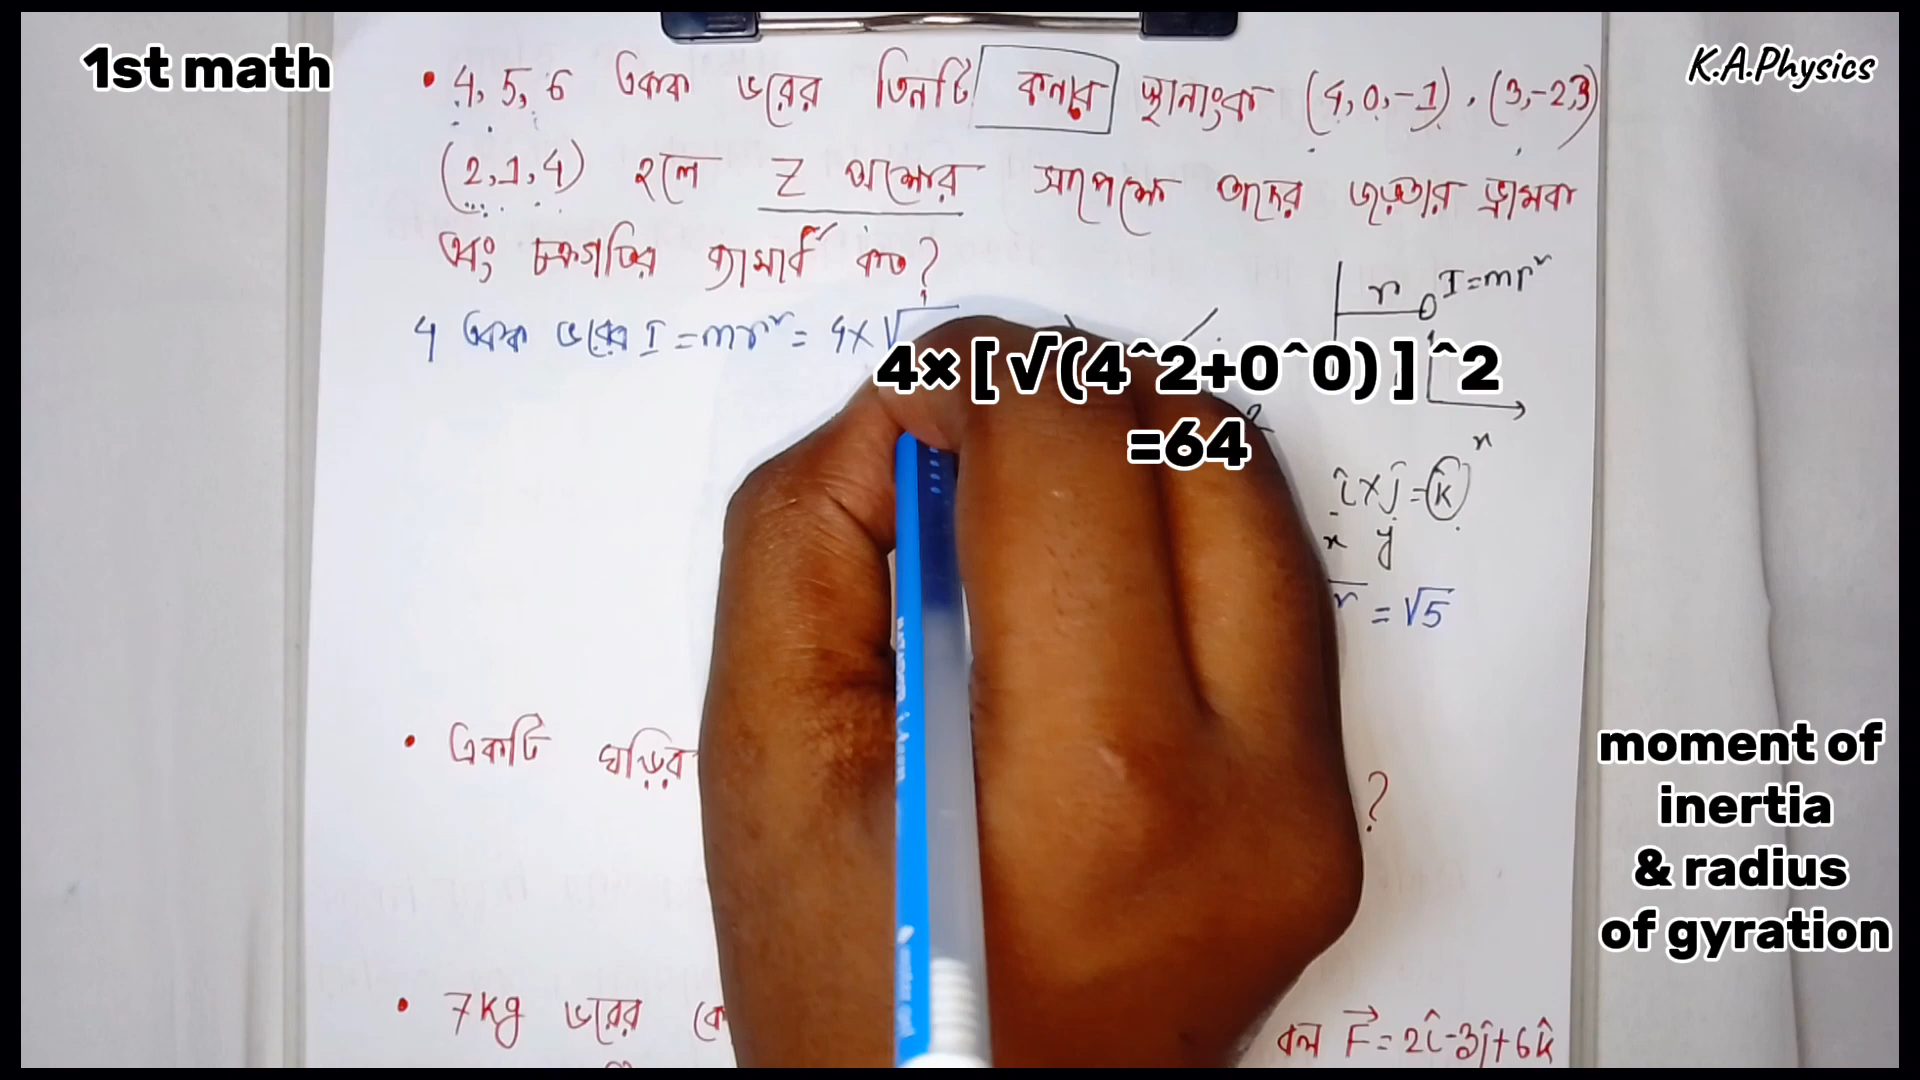 1st math
K.A.Physics
• 4, 5, 6 একক ভরের তিনটি কনার স্থানাংক (4,0,-1), (3,-2,3)
(2,1,4) হলে Z অক্ষের সাপেক্ষে তাদের জড়তার ভ্রামক
এবং চক্রগতির ব্যাসার্ধ কত?
r I=mr²
4 একক ভরের I = mr² = 4×√
4×[√(4^2+0^0)]^2
=64
2
x
î×ĵ=k̂
x y
= √5
• একটি ঘড়ির
?
moment of
inertia
& radius
of gyration
• 7kg ভরের
বল F⃗=2î-3ĵ+6k̂